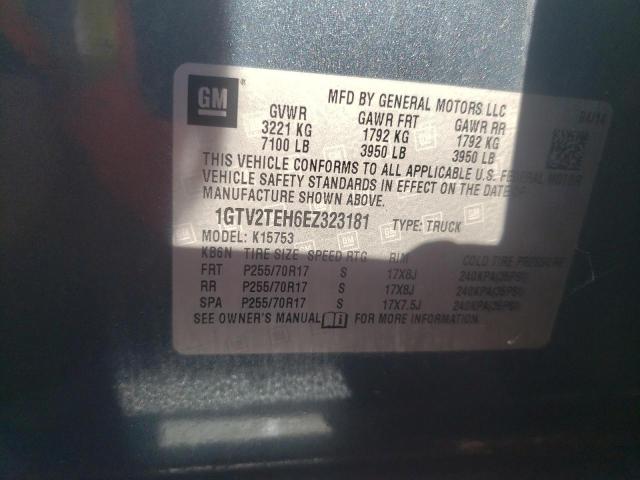 GM ®
MFD BY GENERAL MOTORS LLC
04/14
GVWR GAWR FRT GAWR RR
3221 KG 1792 KG 1792 KG
7100 LB 3950 LB 3950 LB
THIS VEHICLE CONFORMS TO ALL APPLICABLE U.S. FEDERAL MOTOR
VEHICLE SAFETY STANDARDS IN EFFECT ON THE DATE OF
MANUFACTURE SHOWN ABOVE.
1GTV2TEH6EZ323181 TYPE: TRUCK
MODEL: K15753
KB6N TIRE SIZE SPEED RTG RIM COLD TIRE PRESSURE
FRT P255/70R17 S 17X8J 240KPA(35PSI)
RR P255/70R17 S 17X8J 240KPA(35PSI)
SPA P255/70R17 S 17X7.5J 240KPA(35PSI)
SEE OWNER'S MANUAL FOR MORE INFORMATION.